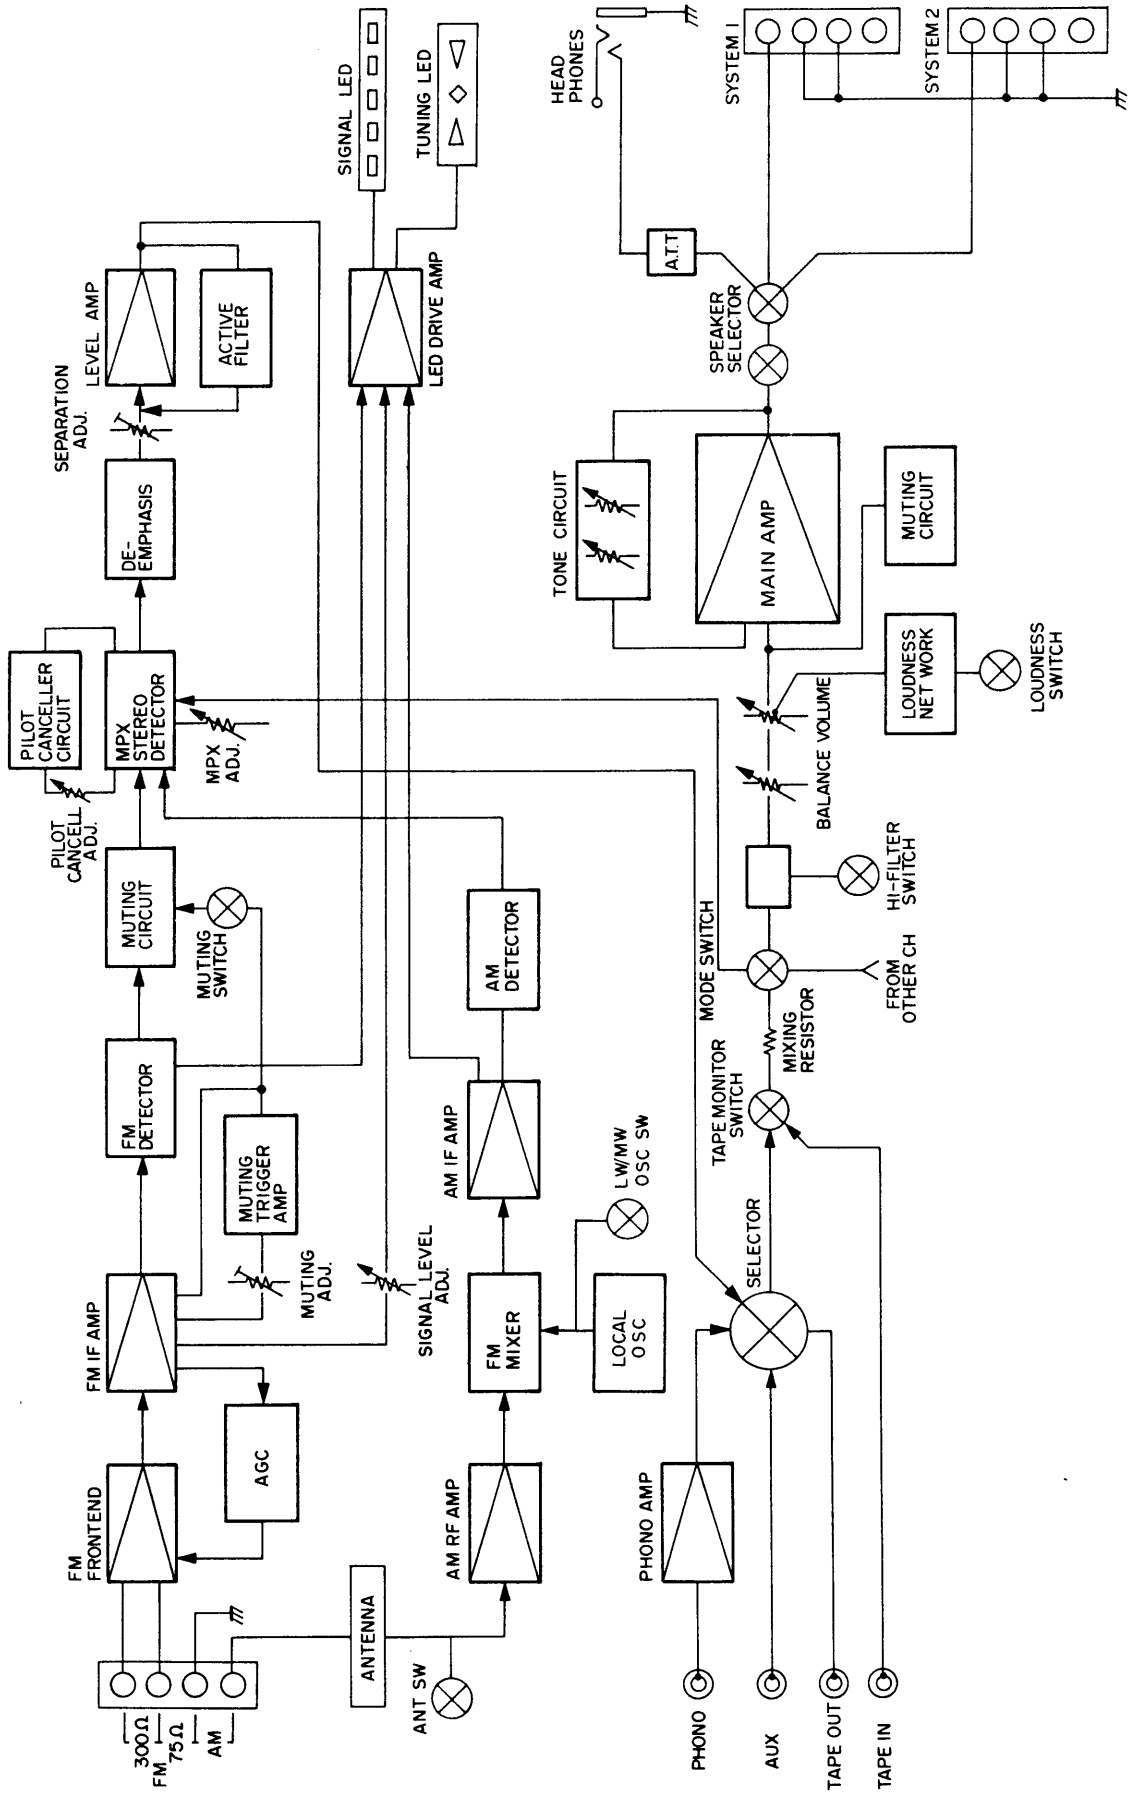 300Ω
FM
75Ω
AM
FM
FRONTEND
AGC
FM IF AMP
MUTING
TRIGGER
AMP
MUTING
ADJ.
FM
DETECTOR
MUTING
CIRCUIT
MUTING
SWITCH
PILOT
CANCELL
ADJ.
PILOT
CANCELLER
CIRCUIT
MPX
STEREO
DETECTOR
MPX
ADJ.
DE-
EMPHASIS
SEPARATION
ADJ.
LEVEL AMP
ACTIVE
FILTER
SIGNAL LED
TUNING LED
LED DRIVE AMP
SIGNAL LEVEL
ADJ.
ANTENNA
ANT SW
AM RF AMP
FM
MIXER
LOCAL
OSC
LW/MW
OSC SW
AM IF AMP
AM
DETECTOR
PHONO
AUX
TAPE OUT
TAPE IN
PHONO AMP
SELECTOR
TAPE MONITOR
SWITCH
MIXING
RESISTOR
MODE SWITCH
FROM
OTHER CH
HI-FILTER
SWITCH
BALANCE VOLUME
LOUDNESS
NET WORK
LOUDNESS
SWITCH
MUTING
CIRCUIT
MAIN AMP
TONE CIRCUIT
SPEAKER
SELECTOR
A.T.T
HEAD
PHONES
SYSTEM 1
SYSTEM 2